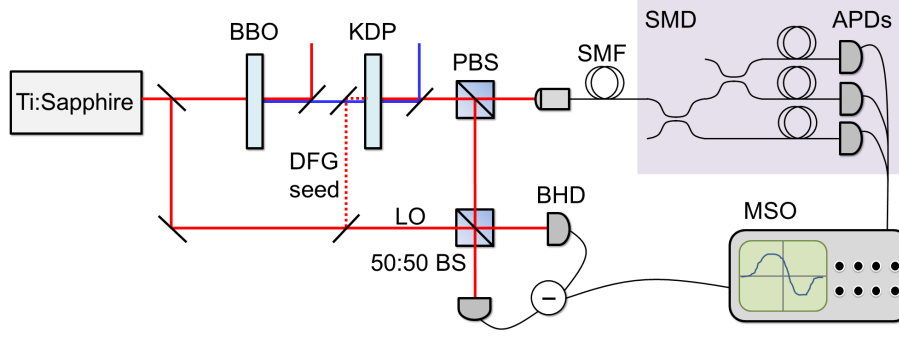 BBO
KDP
PBS
SMF
SMD
APDs
Ti:Sapphire
DFG
seed
LO
BHD
50:50 BS
MSO
−